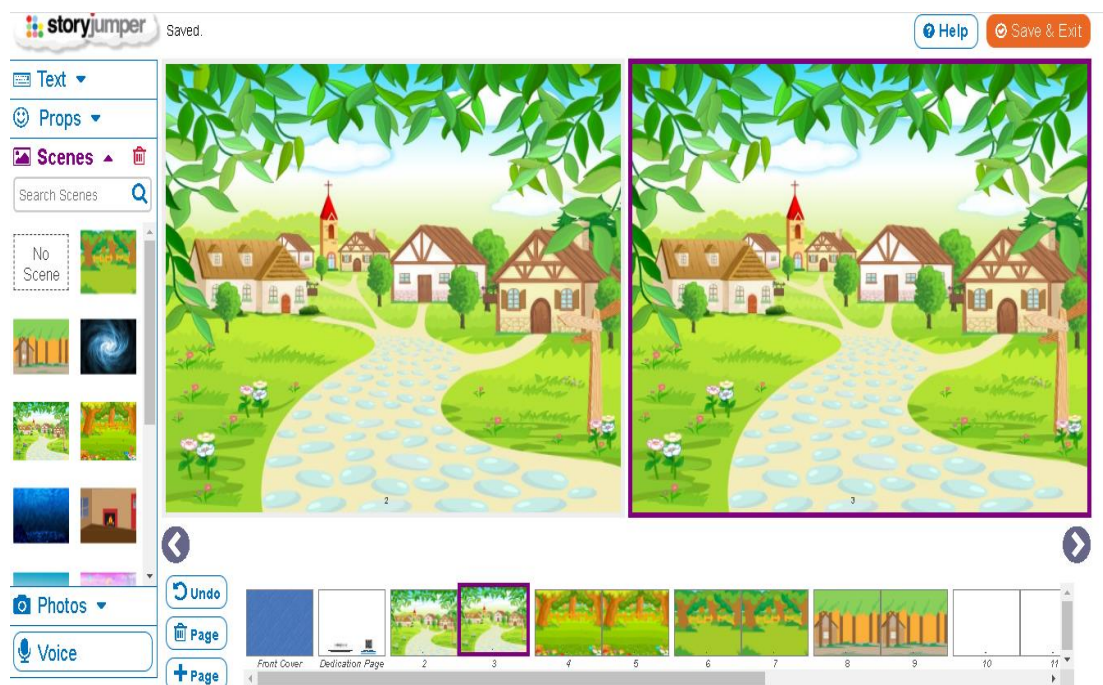 storyjumper
Saved.
Help
Save & Exit
Text
Props
Scenes
Search Scenes
No
Scene
2
3
Photos
Voice
Undo
Page
Page
Front Cover
Dedication Page
2
3
4
5
6
7
8
9
10
11